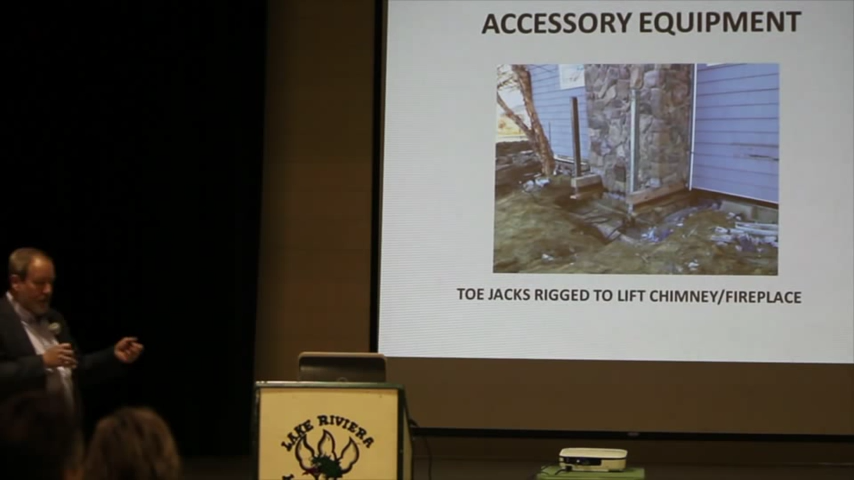 ACCESSORY EQUIPMENT
TOE JACKS RIGGED TO LIFT CHIMNEY/FIREPLACE
LAKE RIVIERA